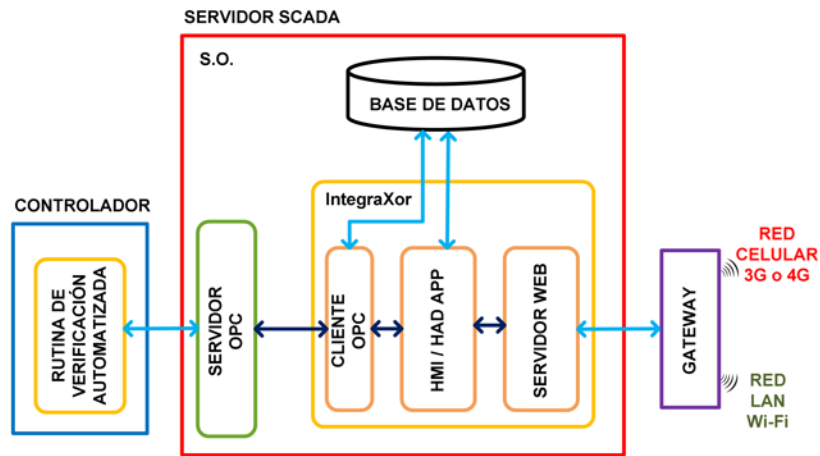 SERVIDOR SCADA
S.O.
BASE DE DATOS
IntegraXor
CONTROLADOR
RUTINA DE
VERIFICACIÓN
AUTOMATIZADA
SERVIDOR
OPC
CLIENTE
OPC
HMI / HAD APP
SERVIDOR WEB
GATEWAY
RED
CELULAR
3G o 4G
RED
LAN
Wi-Fi